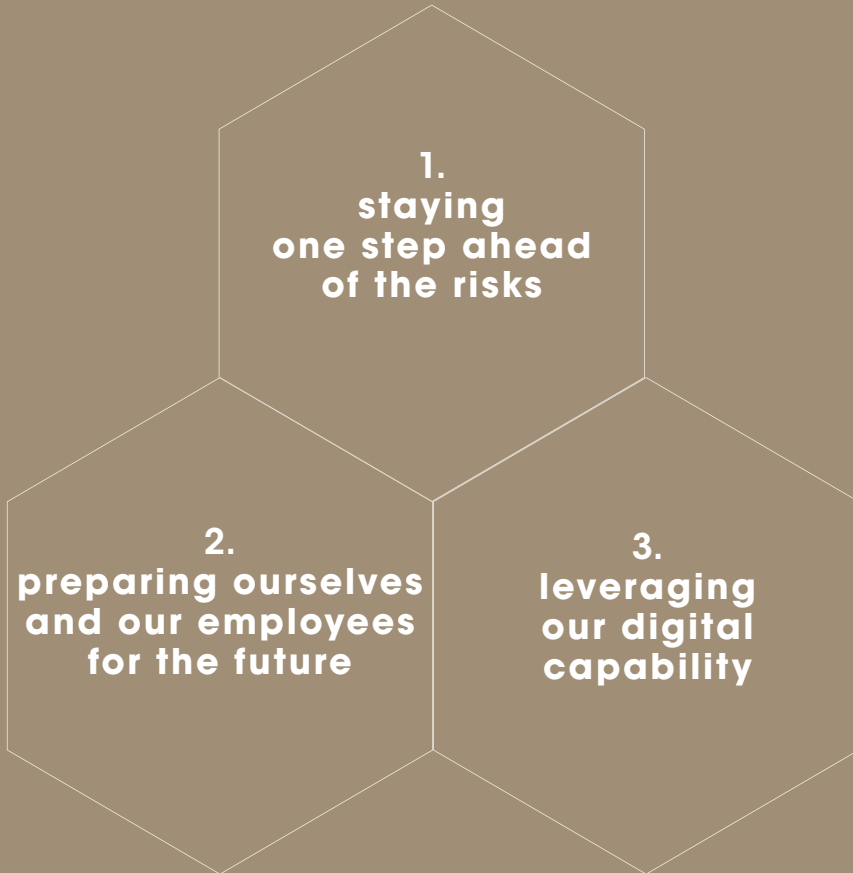 1.
staying
one step ahead
of the risks
2.
preparing ourselves
and our employees
for the future
3.
leveraging
our digital
capability